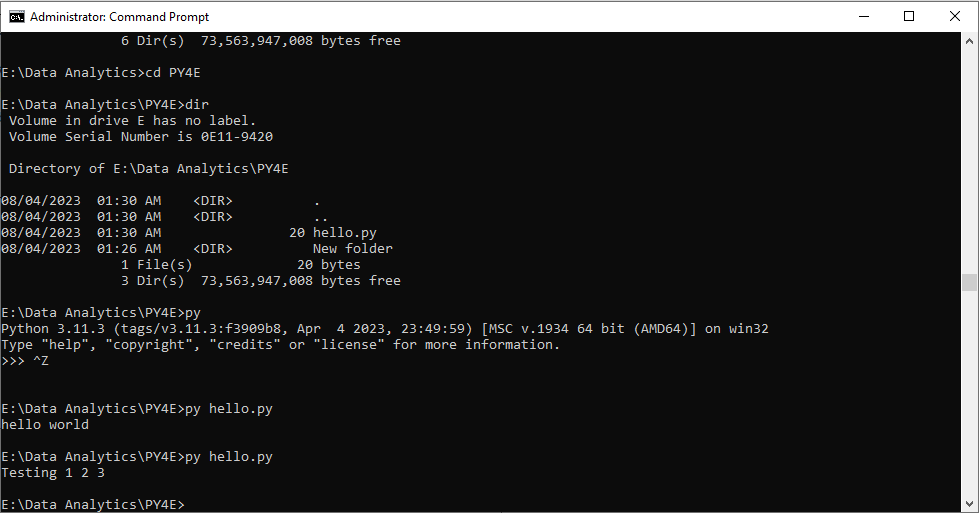 Administrator: Command Prompt
6 Dir(s)  73,563,947,008 bytes free
E:\Data Analytics>cd PY4E
E:\Data Analytics\PY4E>dir
Volume in drive E has no label.
Volume Serial Number is 0E11-9420
Directory of E:\Data Analytics\PY4E
08/04/2023  01:30 AM    <DIR>          .
08/04/2023  01:30 AM    <DIR>          ..
08/04/2023  01:30 AM                20 hello.py
08/04/2023  01:26 AM    <DIR>          New folder
1 File(s)             20 bytes
3 Dir(s)  73,563,947,008 bytes free
E:\Data Analytics\PY4E>py
Python 3.11.3 (tags/v3.11.3:f3909b8, Apr  4 2023, 23:49:59) [MSC v.1934 64 bit (AMD64)] on win32
Type "help", "copyright", "credits" or "license" for more information.
>>> ^Z
E:\Data Analytics\PY4E>py hello.py
hello world
E:\Data Analytics\PY4E>py hello.py
Testing 1 2 3
E:\Data Analytics\PY4E>